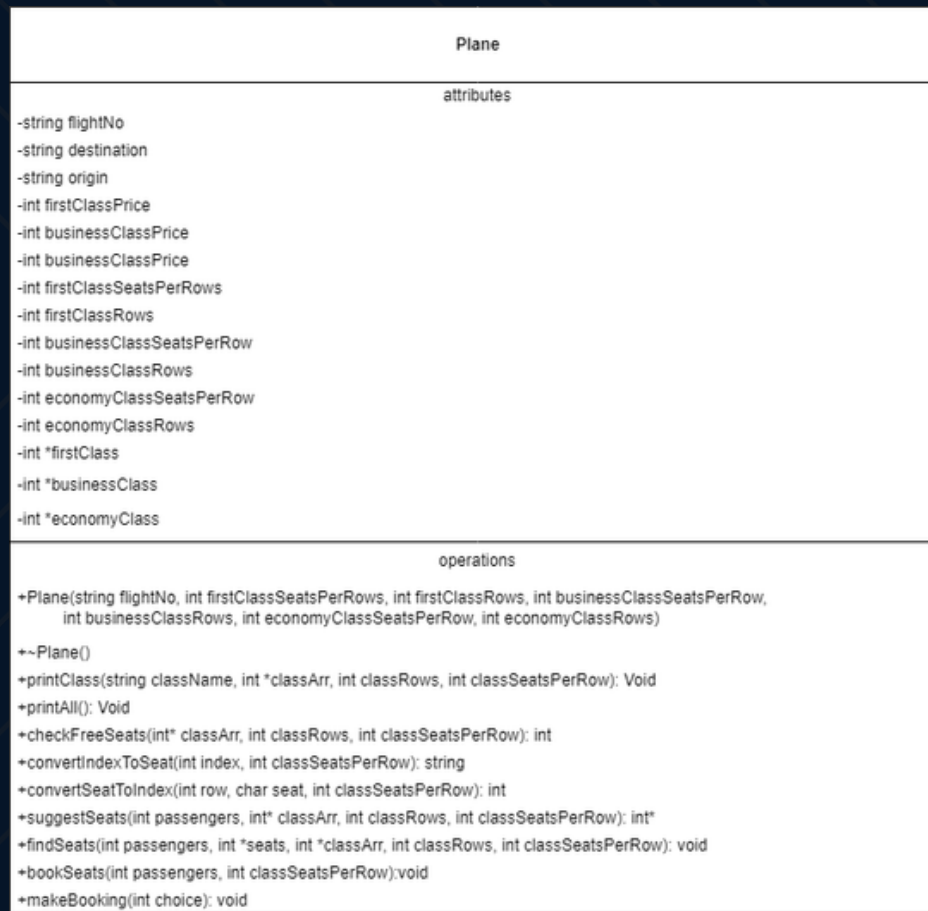 Plane
attributes
-string flightNo
-string destination
-string origin
-int firstClassPrice
-int businessClassPrice
-int businessClassPrice
-int firstClassSeatsPerRows
-int firstClassRows
-int businessClassSeatsPerRow
-int businessClassRows
-int economyClassSeatsPerRow
-int economyClassRows
-int *firstClass
-int *businessClass
-int *economyClass
operations
+Plane(string flightNo, int firstClassSeatsPerRows, int firstClassRows, int businessClassSeatsPerRow,
int businessClassRows, int economyClassSeatsPerRow, int economyClassRows)
+~Plane()
+printClass(string className, int *classArr, int classRows, int classSeatsPerRow): Void
+printAll(): Void
+checkFreeSeats(int* classArr, int classRows, int classSeatsPerRow): int
+convertIndexToSeat(int index, int classSeatsPerRow): string
+convertSeatToIndex(int row, char seat, int classSeatsPerRow): int
+suggestSeats(int passengers, int* classArr, int classRows, int classSeatsPerRow): int*
+findSeats(int passengers, int *seats, int *classArr, int classRows, int classSeatsPerRow): void
+bookSeats(int passengers, int classSeatsPerRow):void
+makeBooking(int choice): void